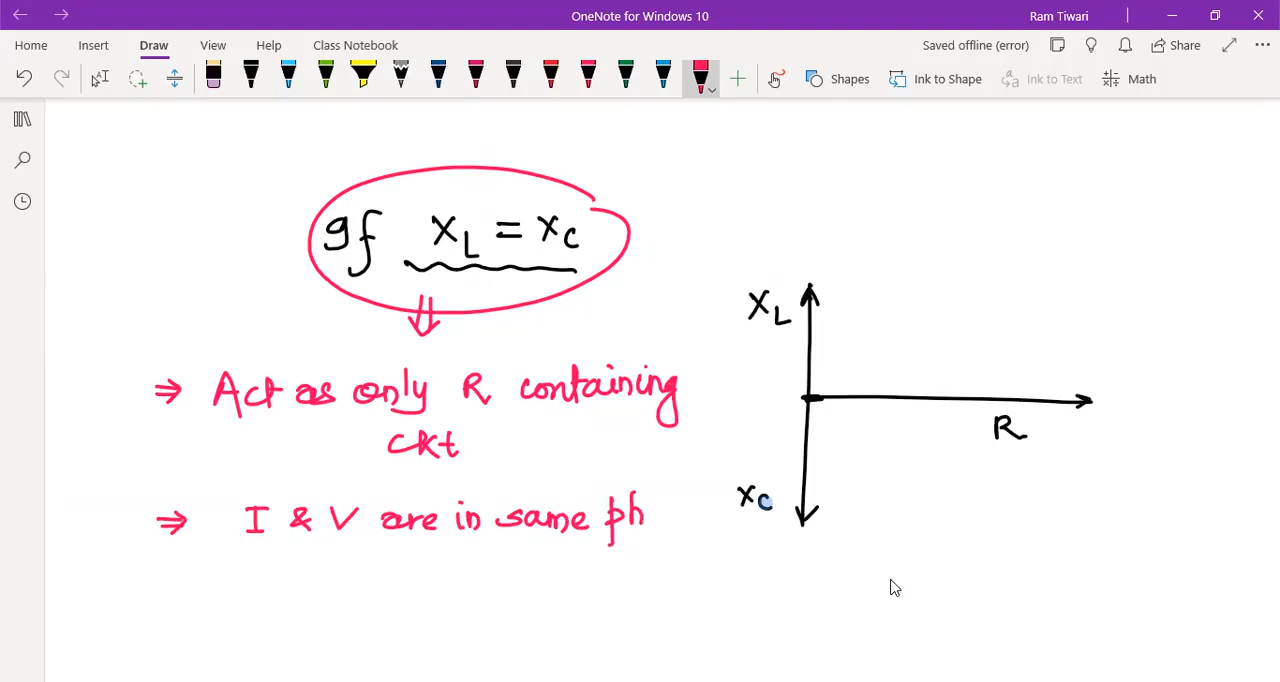 OneNote for Windows 10
Ram Tiwari
Home Insert Draw View Help Class Notebook
Saved offline (error) Share
Shapes Ink to Shape Ink to Text Math
If XL = XC
⇒ Act as only R containing
ckt
⇒ I & V are in same ph
XL
R
XC